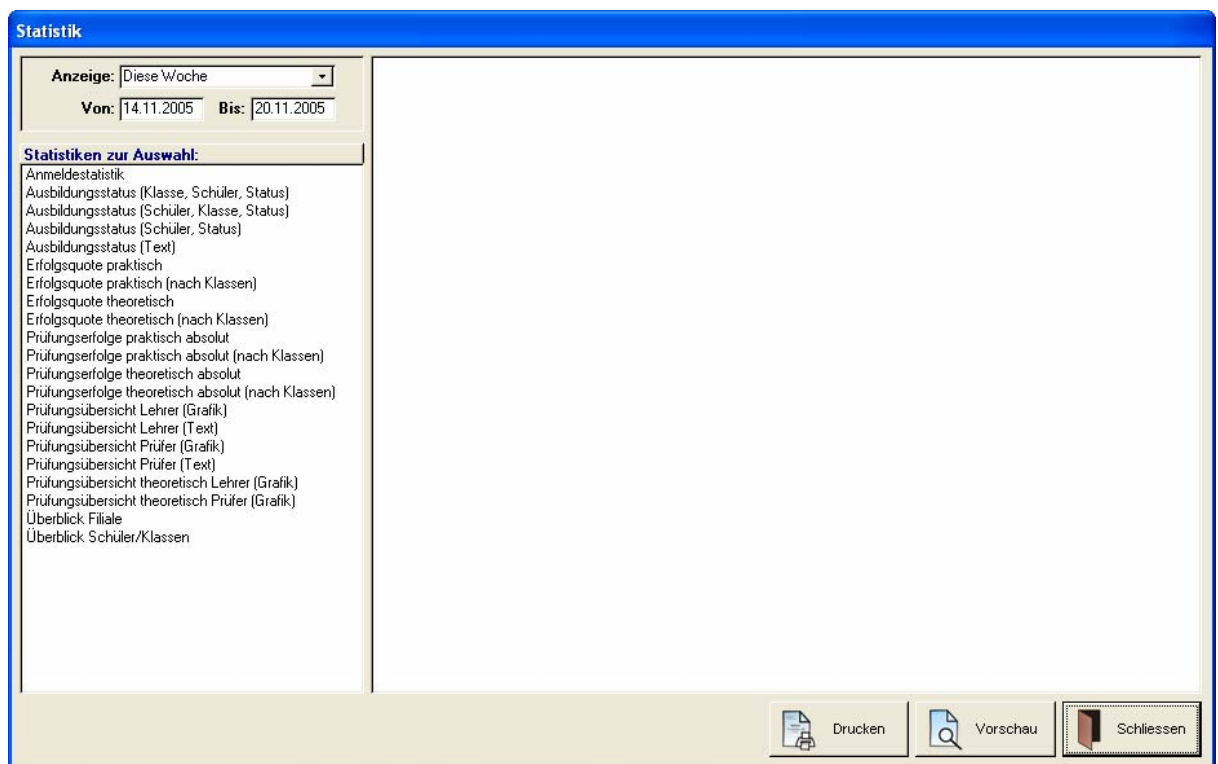 Statistik
Anzeige: Diese Woche
Von: 14.11.2005 Bis: 20.11.2005
Statistiken zur Auswahl:
Anmeldestatistik
Ausbildungsstatus (Klasse, Schüler, Status)
Ausbildungsstatus (Schüler, Klasse, Status)
Ausbildungsstatus (Schüler, Status)
Ausbildungsstatus (Text)
Erfolgsquote praktisch
Erfolgsquote praktisch (nach Klassen)
Erfolgsquote theoretisch
Erfolgsquote theoretisch (nach Klassen)
Prüfungserfolge praktisch absolut
Prüfungserfolge praktisch absolut (nach Klassen)
Prüfungserfolge theoretisch absolut
Prüfungserfolge theoretisch absolut (nach Klassen)
Prüfungsübersicht Lehrer (Grafik)
Prüfungsübersicht Lehrer (Text)
Prüfungsübersicht Prüfer (Grafik)
Prüfungsübersicht Prüfer (Text)
Prüfungsübersicht theoretisch Lehrer (Grafik)
Prüfungsübersicht theoretisch Prüfer (Grafik)
Überblick Filiale
Überblick Schüler/Klassen
Drucken Vorschau Schliessen